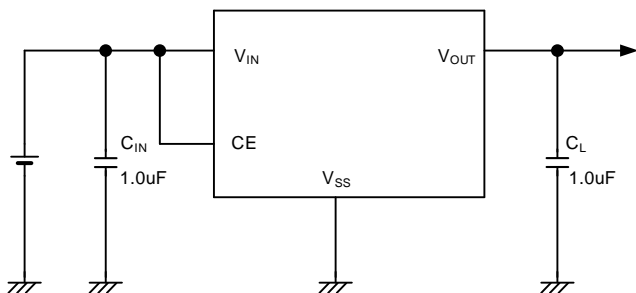 V_IN
V_OUT
C_IN
CE
C_L
1.0uF
V_SS
1.0uF